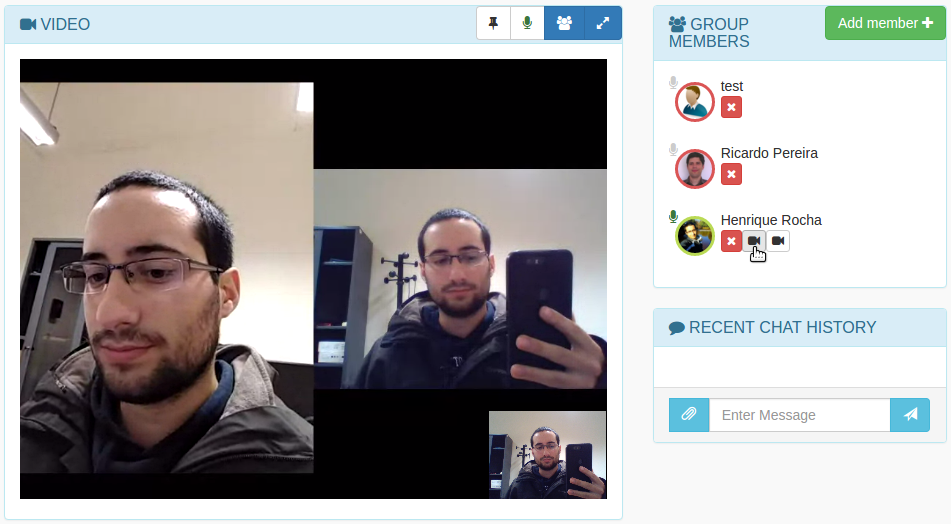 VIDEO
GROUP
MEMBERS
Add member
test
Ricardo Pereira
Henrique Rocha
RECENT CHAT HISTORY
Enter Message